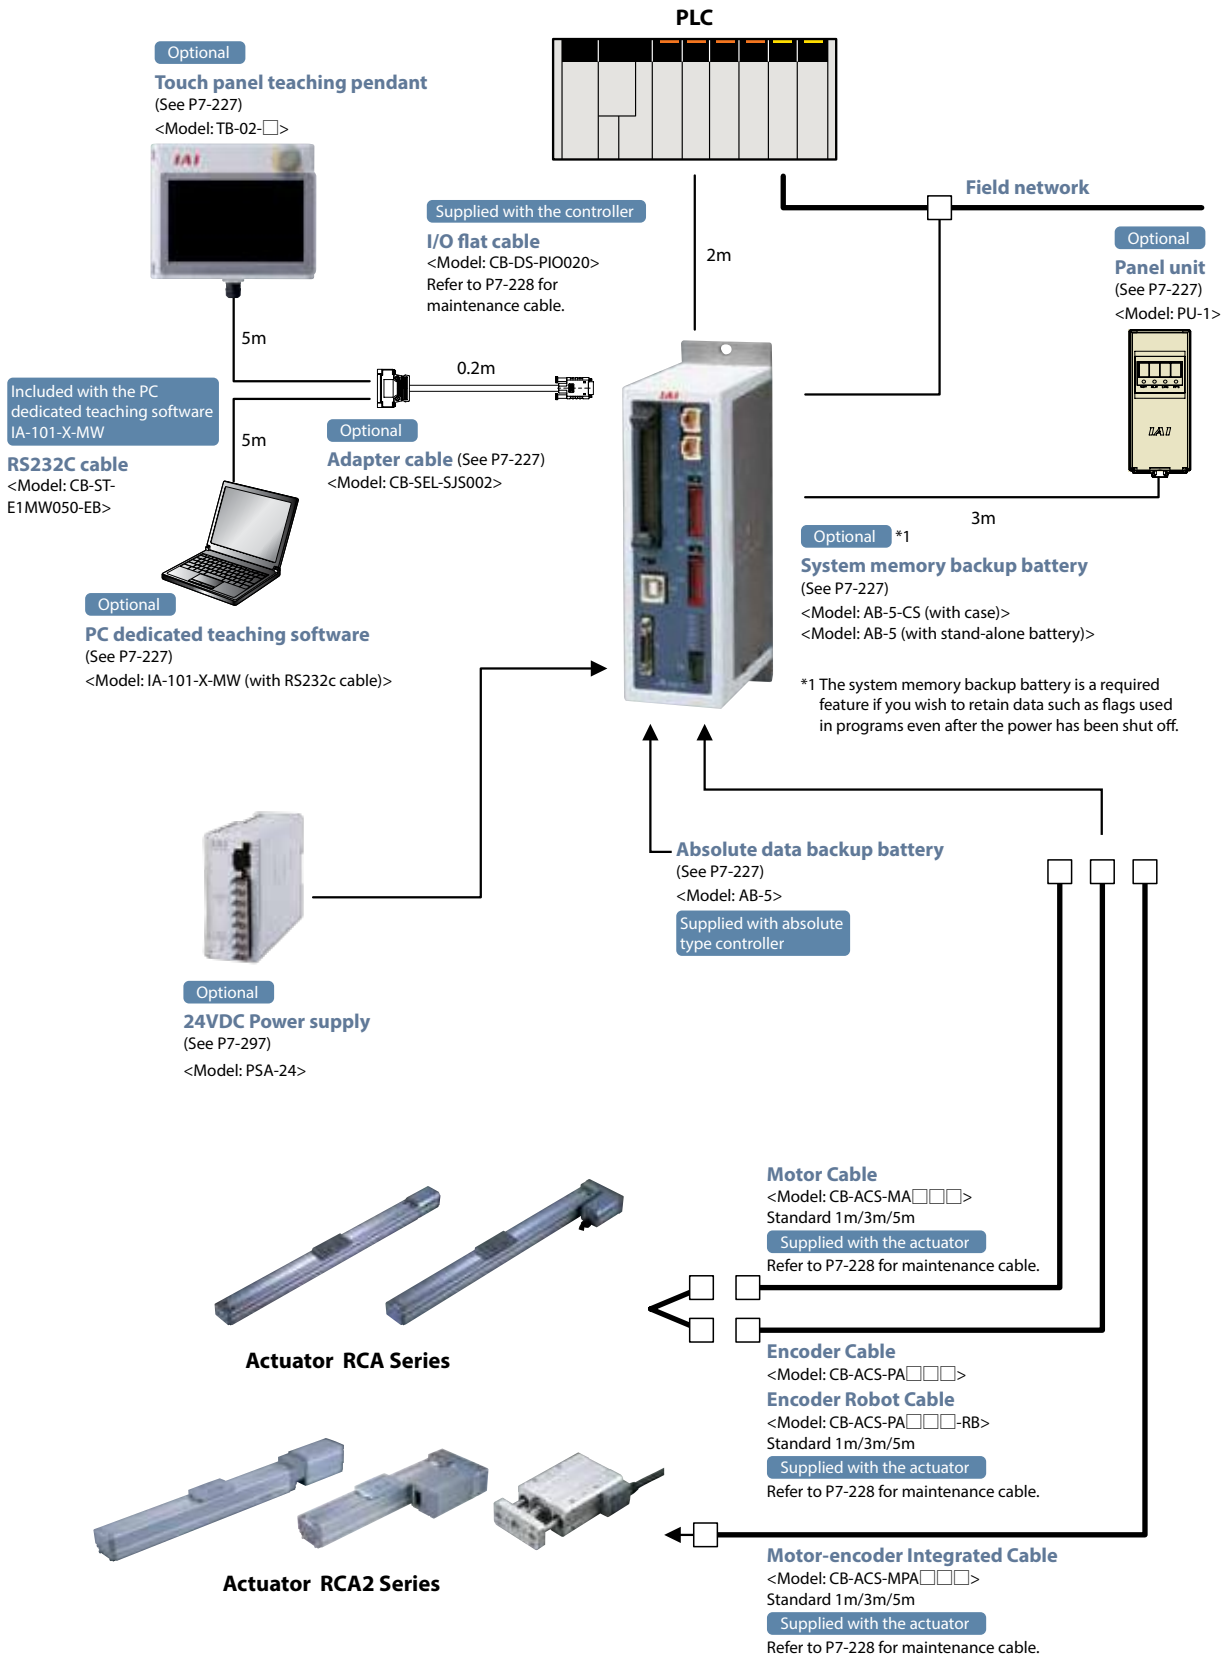 PLC
Optional
Touch panel teaching pendant
(See P7-227)
<Model: TB-02-□>
IAI
Supplied with the controller
I/O flat cable
<Model: CB-DS-PIO020>
Refer to P7-228 for
maintenance cable.
2m
Field network
Optional
Panel unit
(See P7-227)
<Model: PU-1>
IAI
3m
5m
0.2m
Included with the PC
dedicated teaching software
IA-101-X-MW
RS232C cable
<Model: CB-ST-
E1MW050-EB>
5m
Optional
Adapter cable (See P7-227)
<Model: CB-SEL-SJS002>
IAI
Optional
PC dedicated teaching software
(See P7-227)
<Model: IA-101-X-MW (with RS232c cable)>
Optional *1
System memory backup battery
(See P7-227)
<Model: AB-5-CS (with case)>
<Model: AB-5 (with stand-alone battery)>
*1 The system memory backup battery is a required
feature if you wish to retain data such as flags used
in programs even after the power has been shut off.
Absolute data backup battery
(See P7-227)
<Model: AB-5>
Supplied with absolute
type controller
IAI
Optional
24VDC Power supply
(See P7-297)
<Model: PSA-24>
Motor Cable
<Model: CB-ACS-MA□□□>
Standard 1m/3m/5m
Supplied with the actuator
Refer to P7-228 for maintenance cable.
Actuator RCA Series
Encoder Cable
<Model: CB-ACS-PA□□□>
Encoder Robot Cable
<Model: CB-ACS-PA□□□-RB>
Standard 1m/3m/5m
Supplied with the actuator
Refer to P7-228 for maintenance cable.
Actuator RCA2 Series
Motor-encoder Integrated Cable
<Model: CB-ACS-MPA□□□>
Standard 1m/3m/5m
Supplied with the actuator
Refer to P7-228 for maintenance cable.